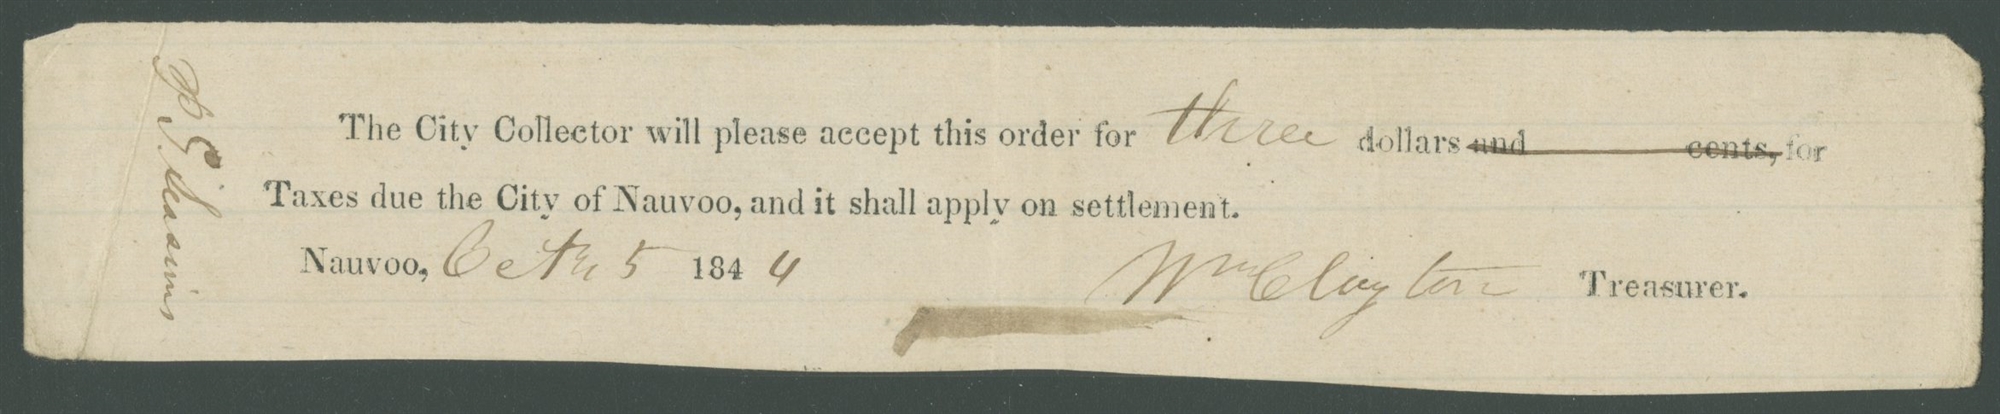 The City Collector will please accept this order for three dollars and cents, for
Taxes due the City of Nauvoo, and it shall apply on settlement.
Nauvoo, Octr 5 1844 Wm Clayton Treasurer.